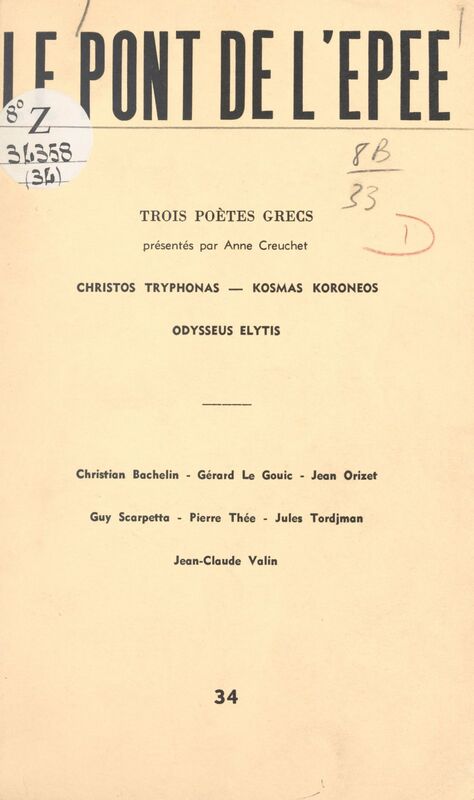 LE PONT DE L'EPEE
8° Z
34358
(34)
8B
33
D
TROIS POÈTES GRECS
présentés par Anne Creuchet
CHRISTOS TRYPHONAS — KOSMAS KORONEOS
ODYSSEUS ELYTIS
Christian Bachelin - Gérard Le Gouic - Jean Orizet
Guy Scarpetta - Pierre Thée - Jules Tordjman
Jean-Claude Valin
34